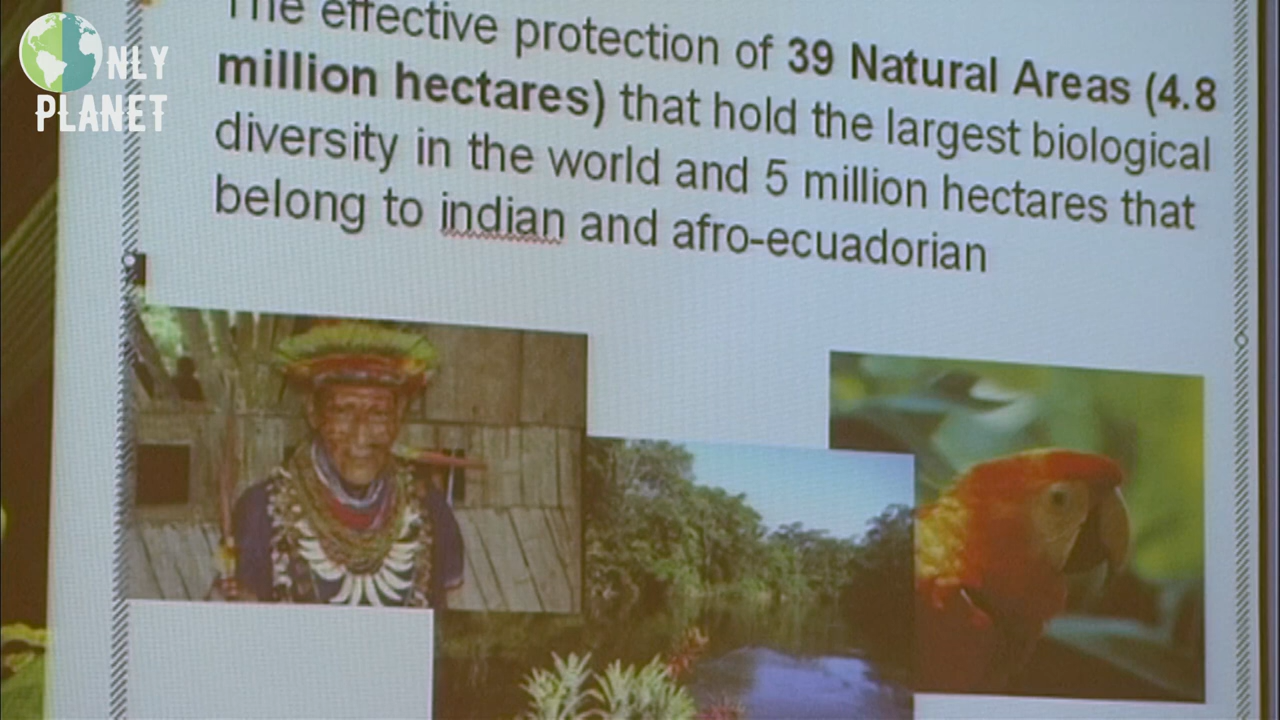 ONLY
PLANET
The effective protection of 39 Natural Areas (4.8
million hectares) that hold the largest biological
diversity in the world and 5 million hectares that
belong to indian and afro-ecuadorian